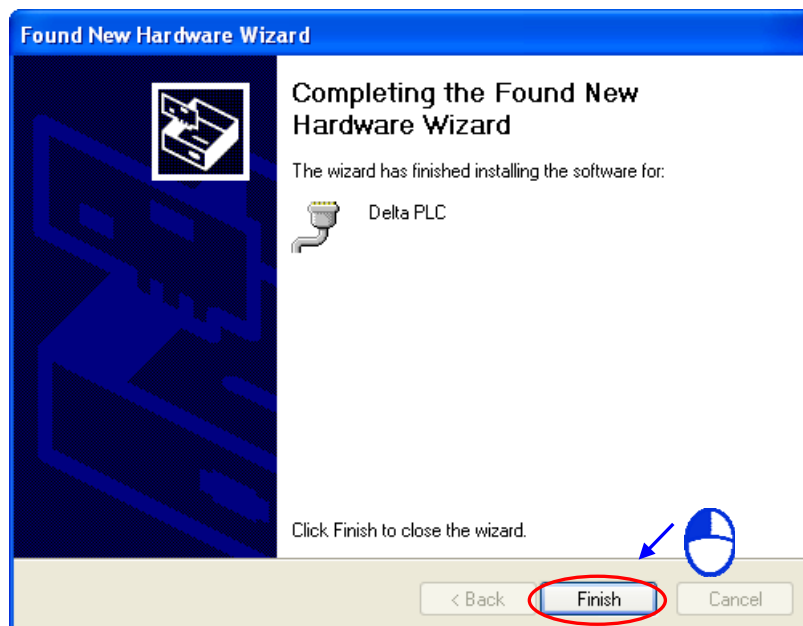 Found New Hardware Wizard
Completing the Found New
Hardware Wizard
The wizard has finished installing the software for:
Delta PLC
Click Finish to close the wizard.
< Back
Finish
Cancel